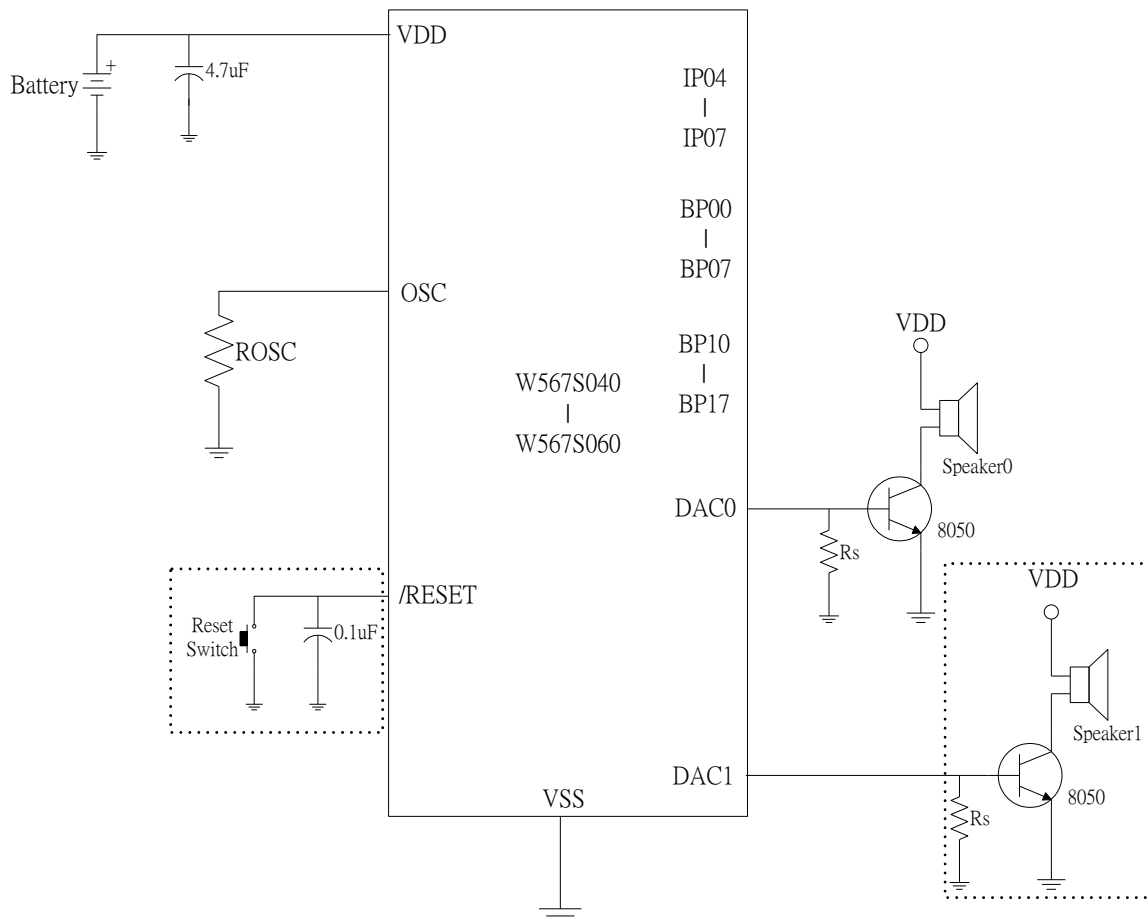 VDD
+
Battery
4.7uF
IP04
|
IP07
BP00
|
BP07
OSC
ROSC
BP10
|
BP17
W567S040
|
W567S060
VDD
Speaker0
DAC0
8050
Rs
/RESET
Reset
Switch
0.1uF
VDD
Speaker1
DAC1
8050
Rs
VSS